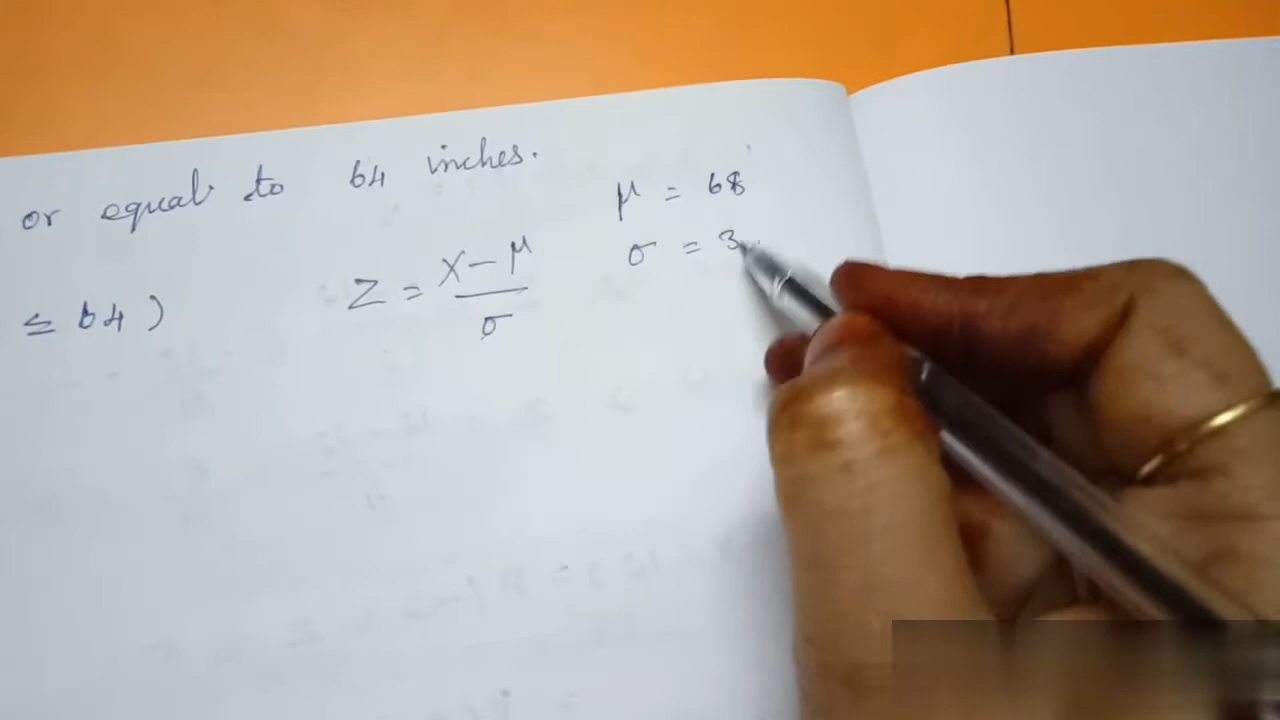 or equal to 64 inches.
μ = 68
σ = 3
≤ 64)
Z = X - μ / σ